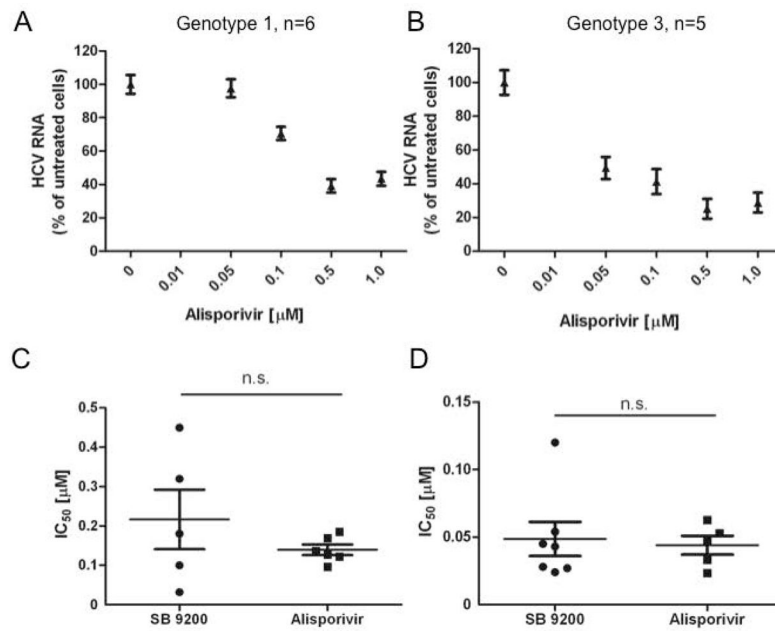 A
Genotype 1, n=6
120
100
80
60
40
20
0
HCV RNA
(% of untreated cells)
0
0.01
0.05
0.1
0.5
1.0
Alisporivir [μM]
B
Genotype 3, n=5
120
100
80
60
40
20
0
HCV RNA
(% of untreated cells)
0
0.01
0.05
0.1
0.5
1.0
Alisporivir [μM]
C
n.s.
0.5
0.4
0.3
0.2
0.1
0
IC50 [μM]
SB 9200
Alisporivir
D
n.s.
0.15
0.10
0.05
0
IC50 [μM]
SB 9200
Alisporivir